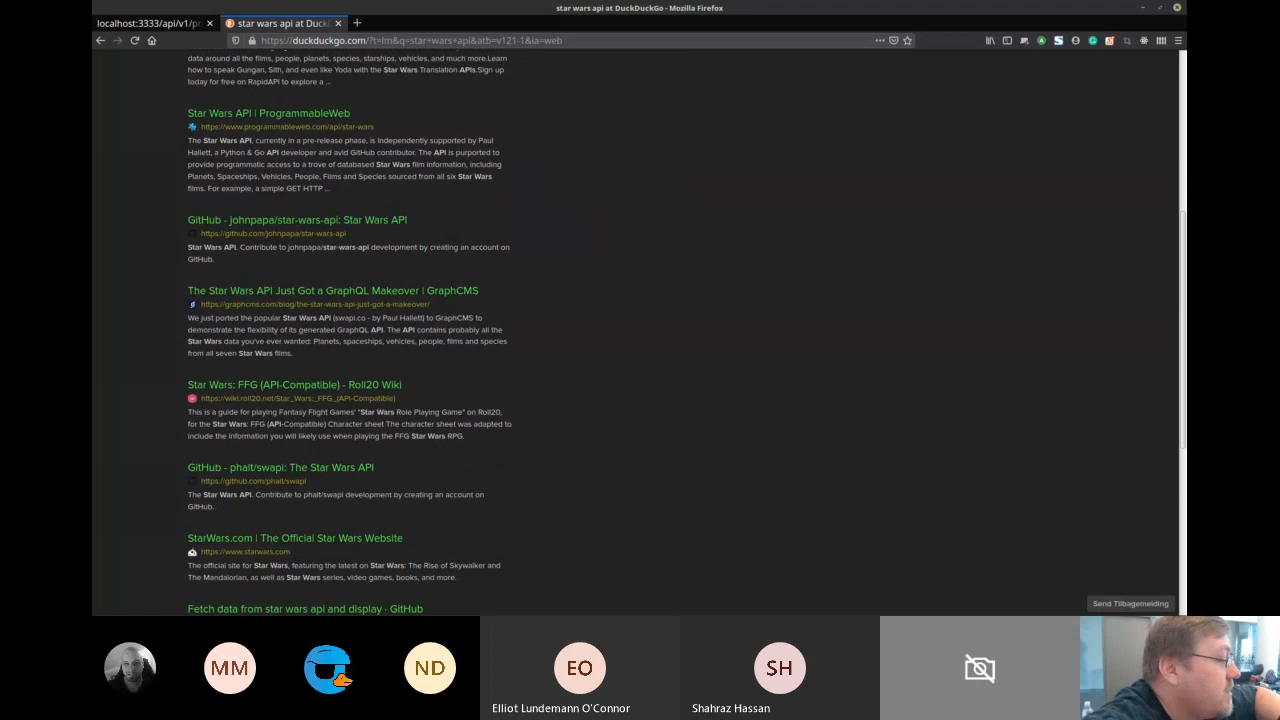 star wars api at DuckDuckGo - Mozilla Firefox
localhost:3333/api/v1/pr
star wars api at Duck
https://duckduckgo.com/?t=lm&q=star+wars+api&atb=v121-1&ia=web
data around all the films, people, planets, species, starships, vehicles, and much more.Learn
how to speak Gungan, Sith, and even like Yoda with the Star Wars Translation APIs.Sign up
today for free on RapidAPI to explore a ...
Star Wars API | ProgrammableWeb
https://www.programmableweb.com/api/star-wars
The Star Wars API, currently in a pre-release phase, is independently supported by Paul
Hallett, a Python & Go API developer and avid GitHub contributor. The API is purported to
provide programmatic access to a trove of databased Star Wars film information, including
Planets, Spaceships, Vehicles, People, Films and Species sourced from all six Star Wars
films. For example, a simple GET HTTP ...
GitHub - johnpapa/star-wars-api: Star Wars API
https://github.com/johnpapa/star-wars-api
Star Wars API. Contribute to johnpapa/star-wars-api development by creating an account on
GitHub.
The Star Wars API Just Got a GraphQL Makeover | GraphCMS
https://graphcms.com/blog/the-star-wars-api-just-got-a-makeover/
We just ported the popular Star Wars API (swapi.co - by Paul Hallett) to GraphCMS to
demonstrate the flexibility of its generated GraphQL API. The API contains probably all the
Star Wars data you've ever wanted: Planets, spaceships, vehicles, people, films and species
from all seven Star Wars films.
Star Wars: FFG (API-Compatible) - Roll20 Wiki
https://wiki.roll20.net/Star_Wars:_FFG_(API-Compatible)
This is a guide for playing Fantasy Flight Games' "Star Wars Role Playing Game" on Roll20,
for the Star Wars: FFG (API-Compatible) Character sheet The character sheet was adapted to
include the information you will likely use when playing the FFG Star Wars RPG.
GitHub - phalt/swapi: The Star Wars API
https://github.com/phalt/swapi
The Star Wars API. Contribute to phalt/swapi development by creating an account on
GitHub.
StarWars.com | The Official Star Wars Website
https://www.starwars.com
The official site for Star Wars, featuring the latest on Star Wars: The Rise of Skywalker and
The Mandalorian, as well as Star Wars series, video games, books, and more.
Fetch data from star wars api and display · GitHub
Send Tilbagemelding
MM
ND
EO
SH
Elliot Lundemann O'Connor
Shahraz Hassan